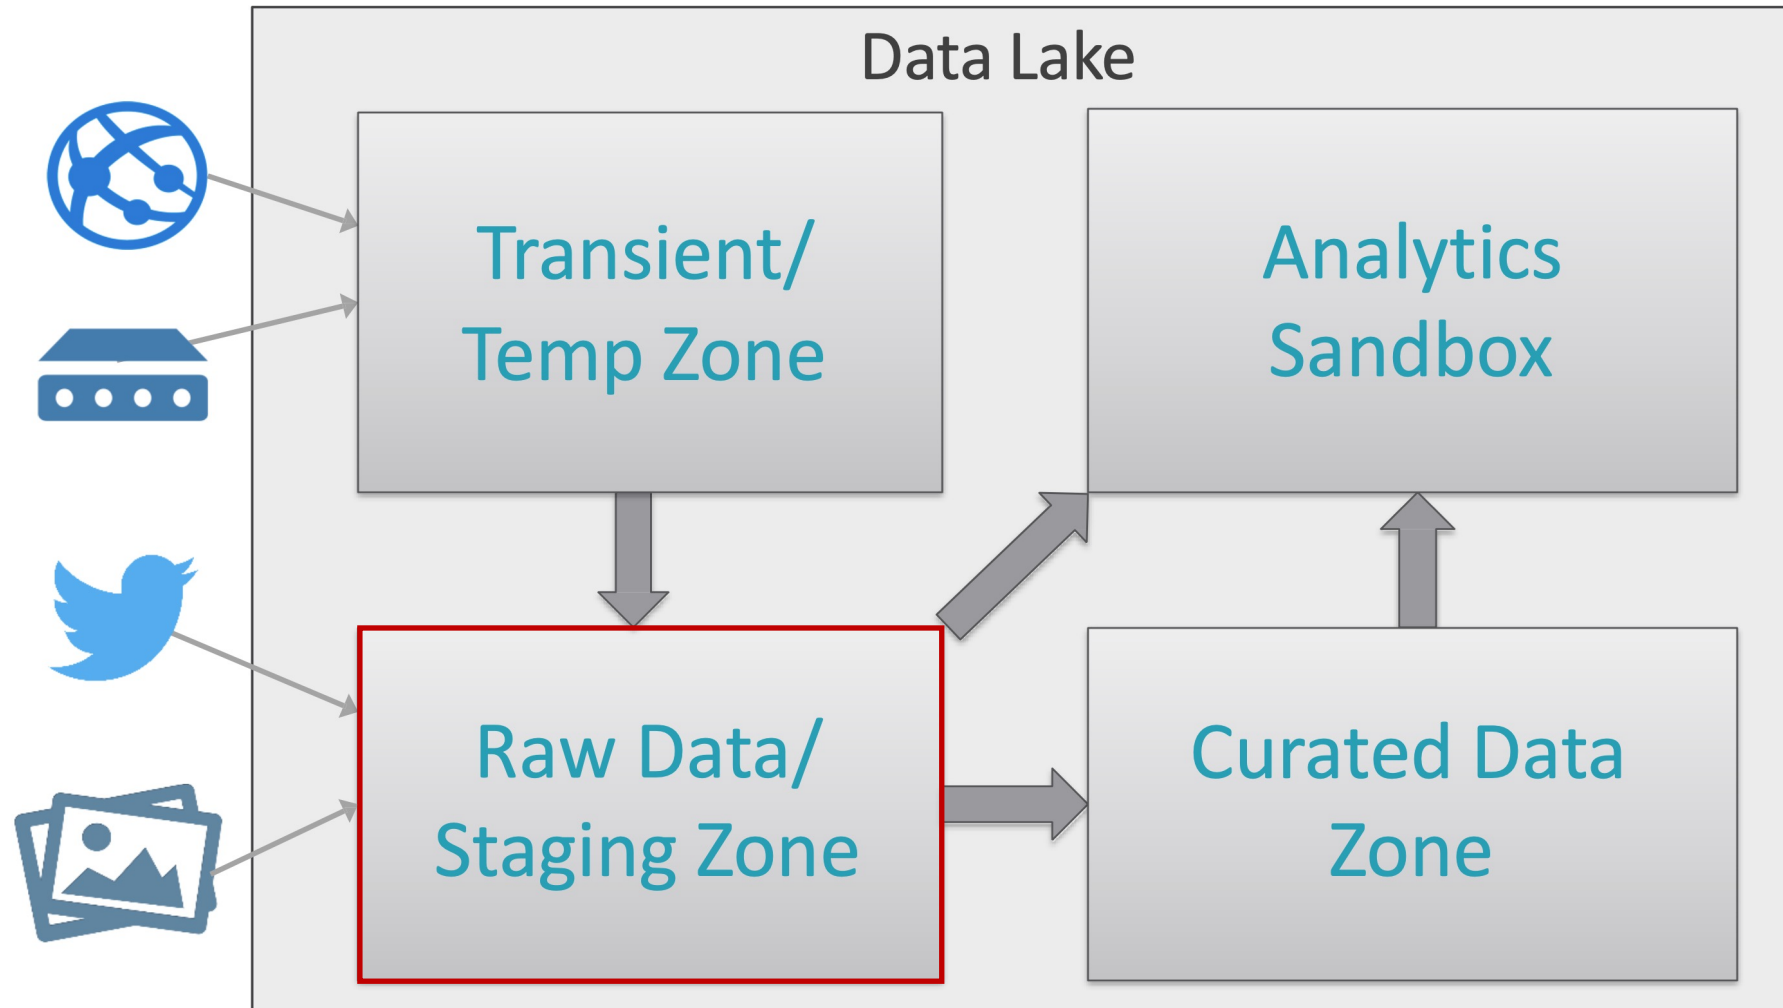 Data Lake
Transient/
Temp Zone
Analytics
Sandbox
Raw Data/
Staging Zone
Curated Data
Zone